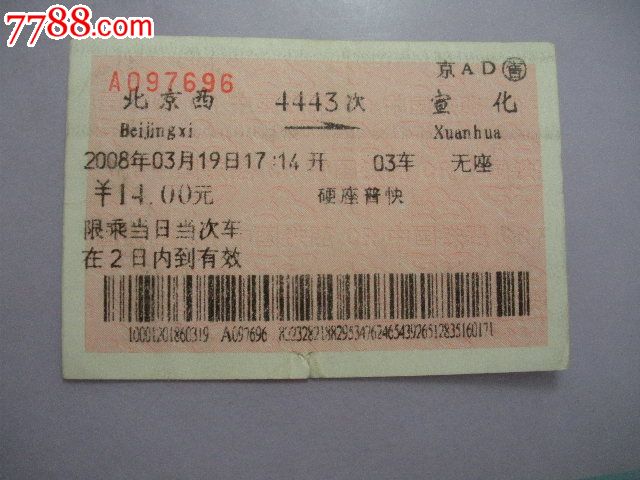 7788.com
京 A D 售
A097696
北京西 4443次 宣化
Beijingxi Xuanhua
2008年03月19日17:14开 03车 无座
￥14.00元 硬座普快
限乘当日当次车
在2日内到有效
10001201860319 A097696